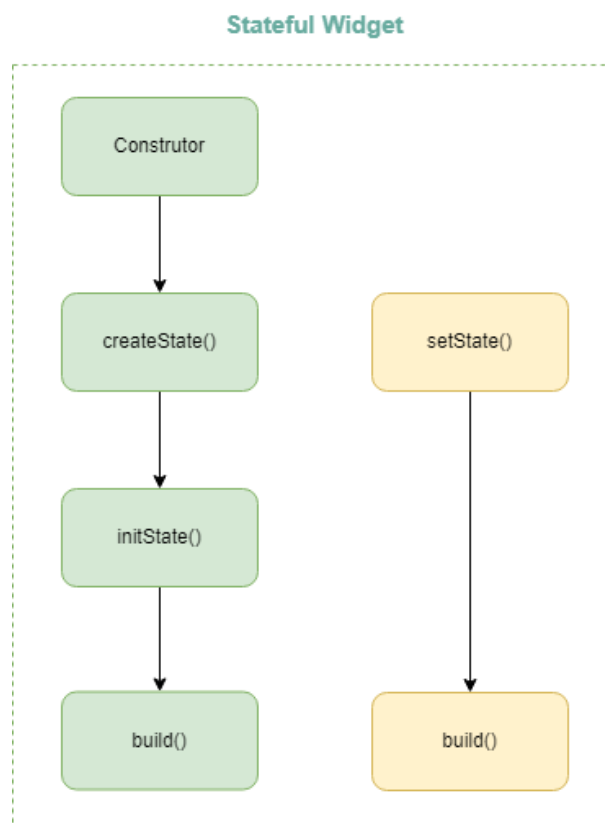 Stateful Widget
Construtor
createState()
setState()
initState()
build()
build()